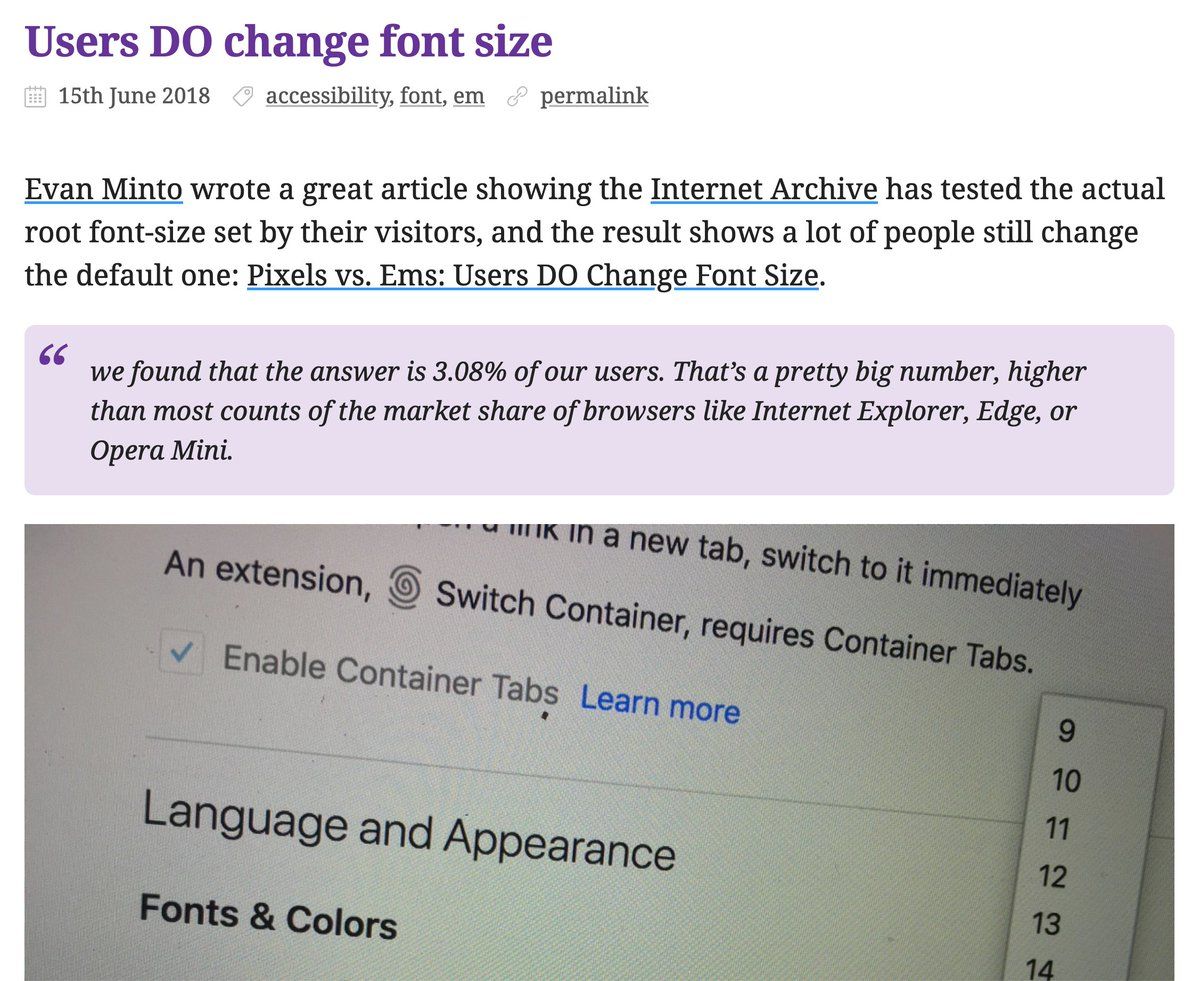 Users DO change font size
15th June 2018 accessibility, font, em permalink
Evan Minto wrote a great article showing the Internet Archive has tested the actual
root font-size set by their visitors, and the result shows a lot of people still change
the default one: Pixels vs. Ems: Users DO Change Font Size.
“ we found that the answer is 3.08% of our users. That’s a pretty big number, higher
than most counts of the market share of browsers like Internet Explorer, Edge, or
Opera Mini.
a link in a new tab, switch to it immediately
An extension, Switch Container, requires Container Tabs.
Enable Container Tabs Learn more
9
10
11
12
13
14
Language and Appearance
Fonts & Colors